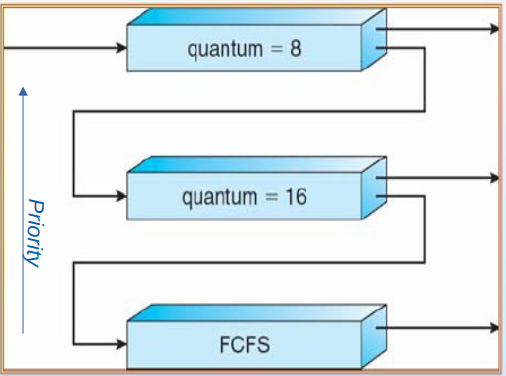 quantum = 8
quantum = 16
Priority
FCFS